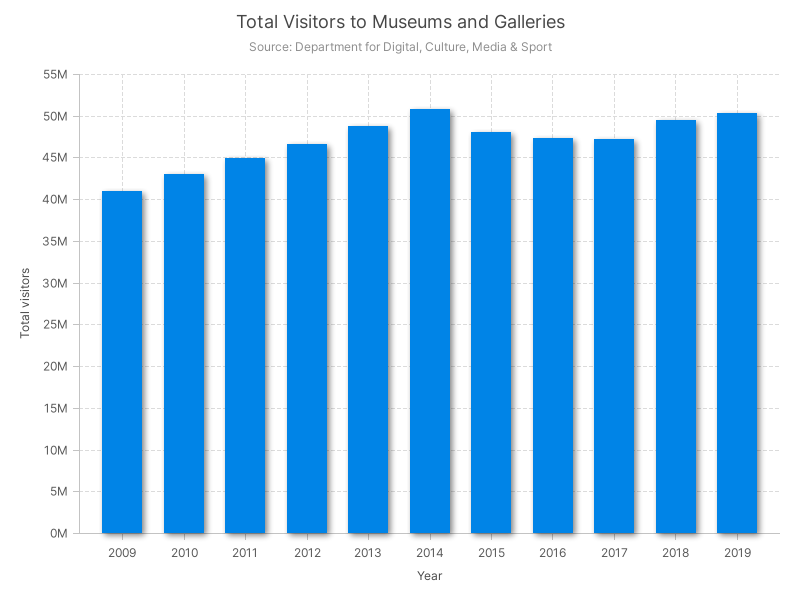 Total Visitors to Museums and Galleries
Source: Department for Digital, Culture, Media & Sport
55M
50M
45M
40M
35M
30M
25M
20M
15M
10M
5M
0M
Total visitors
2009 2010 2011 2012 2013 2014 2015 2016 2017 2018 2019
Year